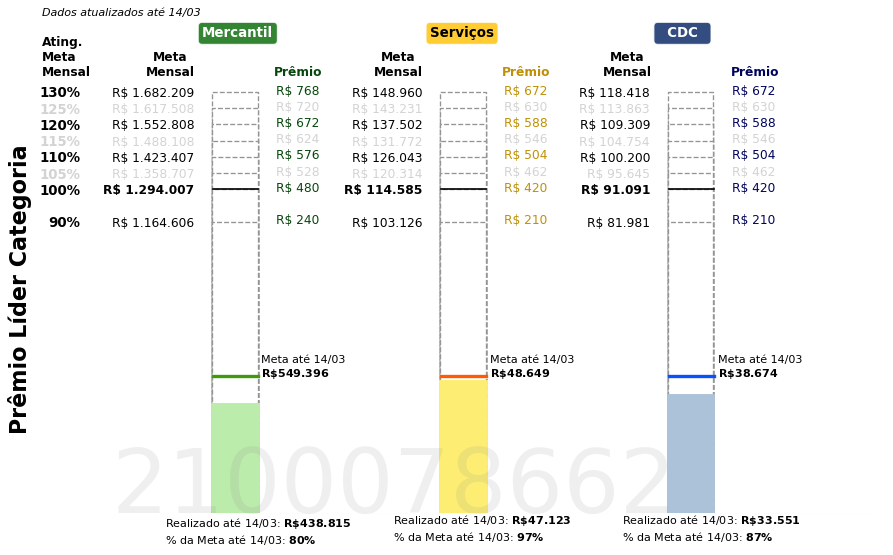 Dados atualizados até 14/03
Mercantil Serviços CDC
Ating.
Meta
Mensal
Meta
Mensal
Prêmio
Meta
Mensal
Prêmio
Meta
Mensal
Prêmio
130% R$ 1.682.209 R$ 768 R$ 148.960 R$ 672 R$ 118.418 R$ 672
125% R$ 1.617.508 R$ 720 R$ 143.231 R$ 630 R$ 113.863 R$ 630
120% R$ 1.552.808 R$ 672 R$ 137.502 R$ 588 R$ 109.309 R$ 588
115% R$ 1.488.108 R$ 624 R$ 131.772 R$ 546 R$ 104.754 R$ 546
110% R$ 1.423.407 R$ 576 R$ 126.043 R$ 504 R$ 100.200 R$ 504
105% R$ 1.358.707 R$ 528 R$ 120.314 R$ 462 R$ 95.645 R$ 462
100% R$ 1.294.007 R$ 480 R$ 114.585 R$ 420 R$ 91.091 R$ 420
90% R$ 1.164.606 R$ 240 R$ 103.126 R$ 210 R$ 81.981 R$ 210
Prêmio Líder Categoria
Meta até 14/03
R$549.396
Meta até 14/03
R$48.649
Meta até 14/03
R$38.674
2100078662
Realizado até 14/03: R$438.815
% da Meta até 14/03: 80%
Realizado até 14/03: R$47.123
% da Meta até 14/03: 97%
Realizado até 14/03: R$33.551
% da Meta até 14/03: 87%